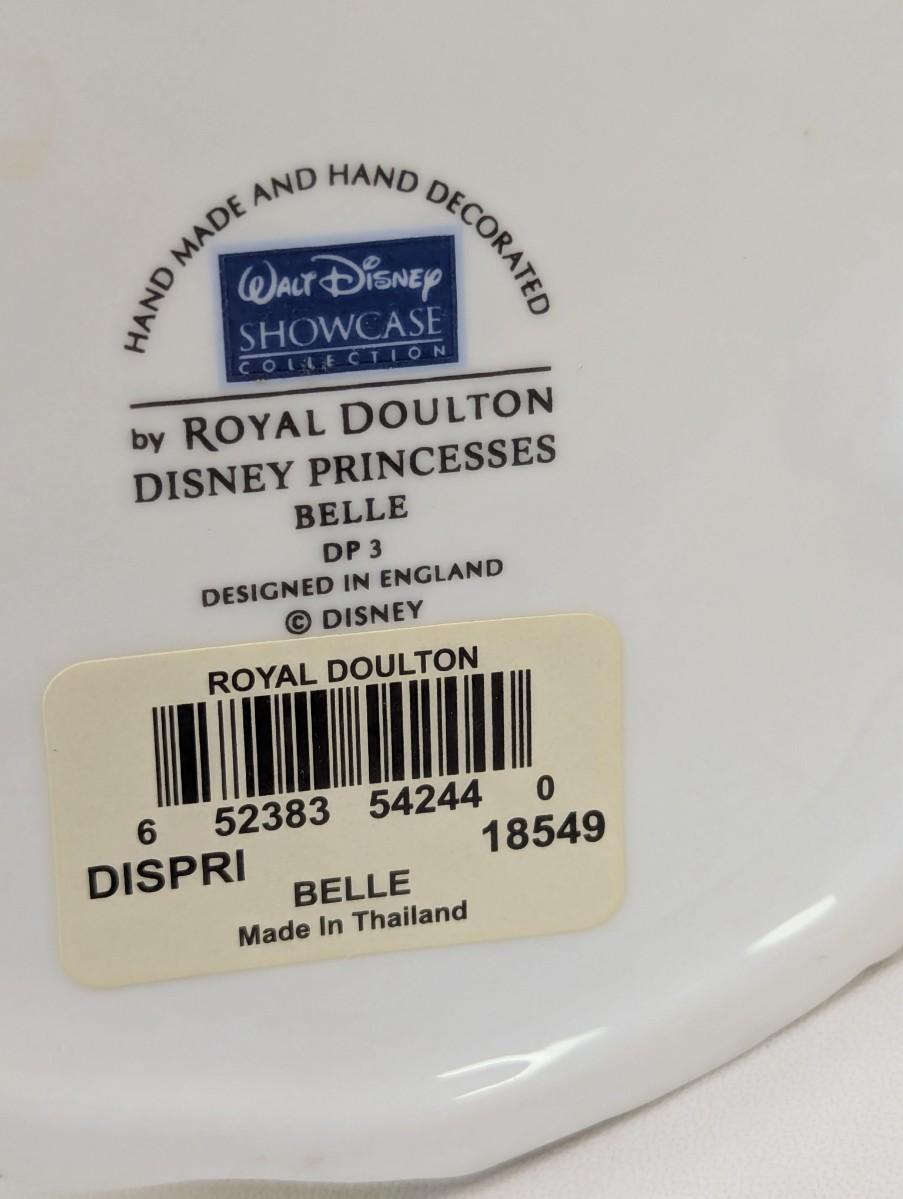 HAND MADE AND HAND DECORATED
WALT DISNEY
SHOWCASE
COLLECTION
by ROYAL DOULTON
DISNEY PRINCESSES
BELLE
DP 3
DESIGNED IN ENGLAND
© DISNEY
ROYAL DOULTON
6 52383 54244 0
DISPRI 18549
BELLE
Made In Thailand